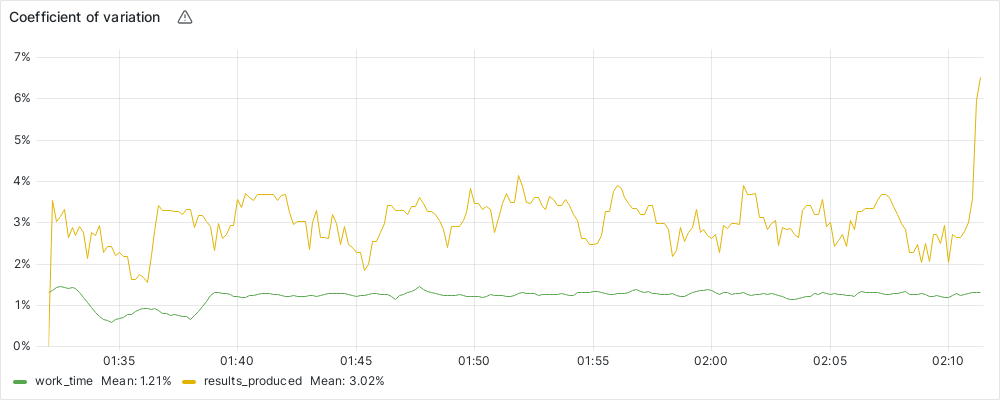 Coefficient of variation
7%
6%
5%
4%
3%
2%
1%
0%
01:35 01:40 01:45 01:50 01:55 02:00 02:05 02:10
work_time Mean: 1.21% results_produced Mean: 3.02%